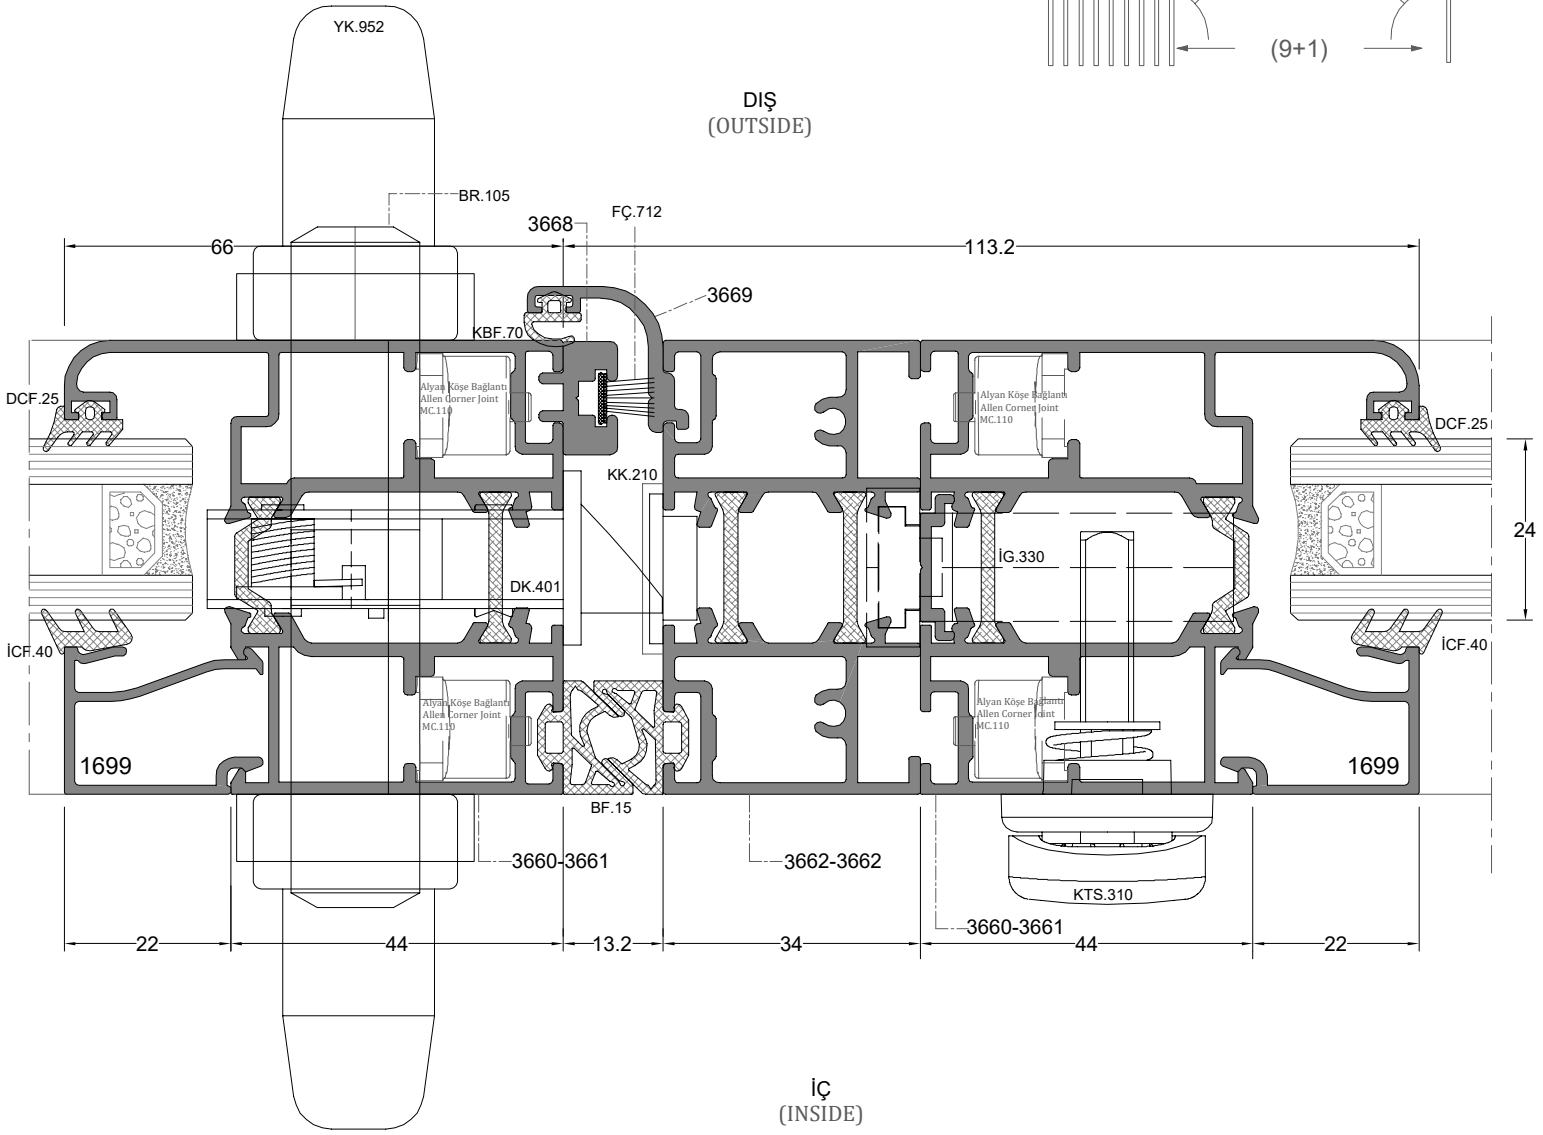 YK.952
(9+1)
DIŞ
(OUTSIDE)
BR.105
3668
FÇ.712
66
113.2
3669
KBF.70
DCF.25
Alyan Köşe Bağlantı
Allen Corner Joint
MC.110
Alyan Köşe Bağlantı
Allen Corner Joint
MC.110
DCF.25
KK.210
24
İG.330
DK.401
İCF.40
İCF.40
Alyan Köşe Bağlantı
Allen Corner Joint
MC.110
Alyan Köşe Bağlantı
Allen Corner Joint
MC.110
1699
1699
BF.15
3660-3661
3662-3662
KTS.310
3660-3661
22
44
13.2
34
44
22
İÇ
(INSIDE)